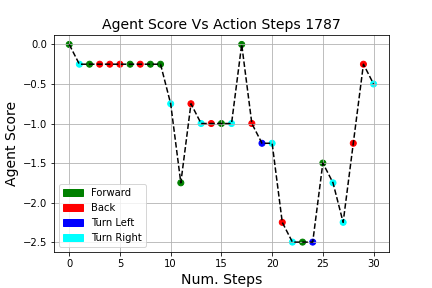 Agent Score Vs Action Steps 1787
Agent Score
0.0
−0.5
−1.0
−1.5
−2.0
−2.5
Forward
Back
Turn Left
Turn Right
0 5 10 15 20 25 30
Num. Steps